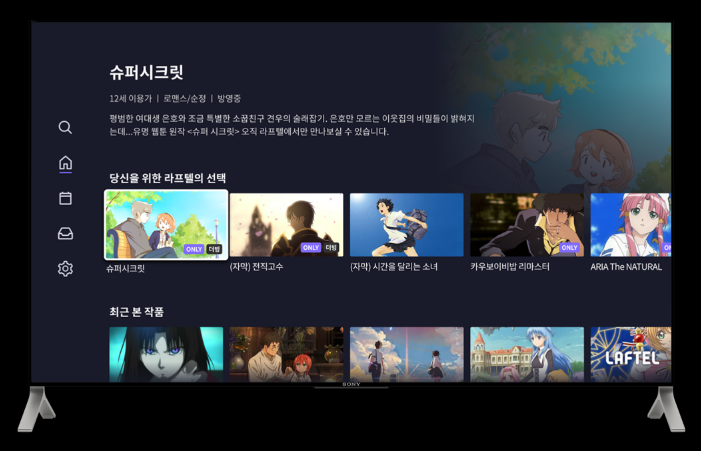 슈퍼시크릿
12세 이용가 | 로맨스/순정 | 방영중
평범한 여대생 은호와 조금 특별한 소꿉친구 견우의 술래잡기. 은호만 모르는 이웃집의 비밀들이 밝혀지
는데...유명 웹툰 원작 <슈퍼 시크릿> 오직 라프텔에서만 만나보실 수 있습니다.
당신을 위한 라프텔의 선택
ONLY 더빙
ONLY 더빙
ONLY
ON
슈퍼시크릿
(자막) 전직고수
(자막) 시간을 달리는 소녀
카우보이비밥 리마스터
ARIA The NATURAL
최근 본 작품
LAFTEL
SONY